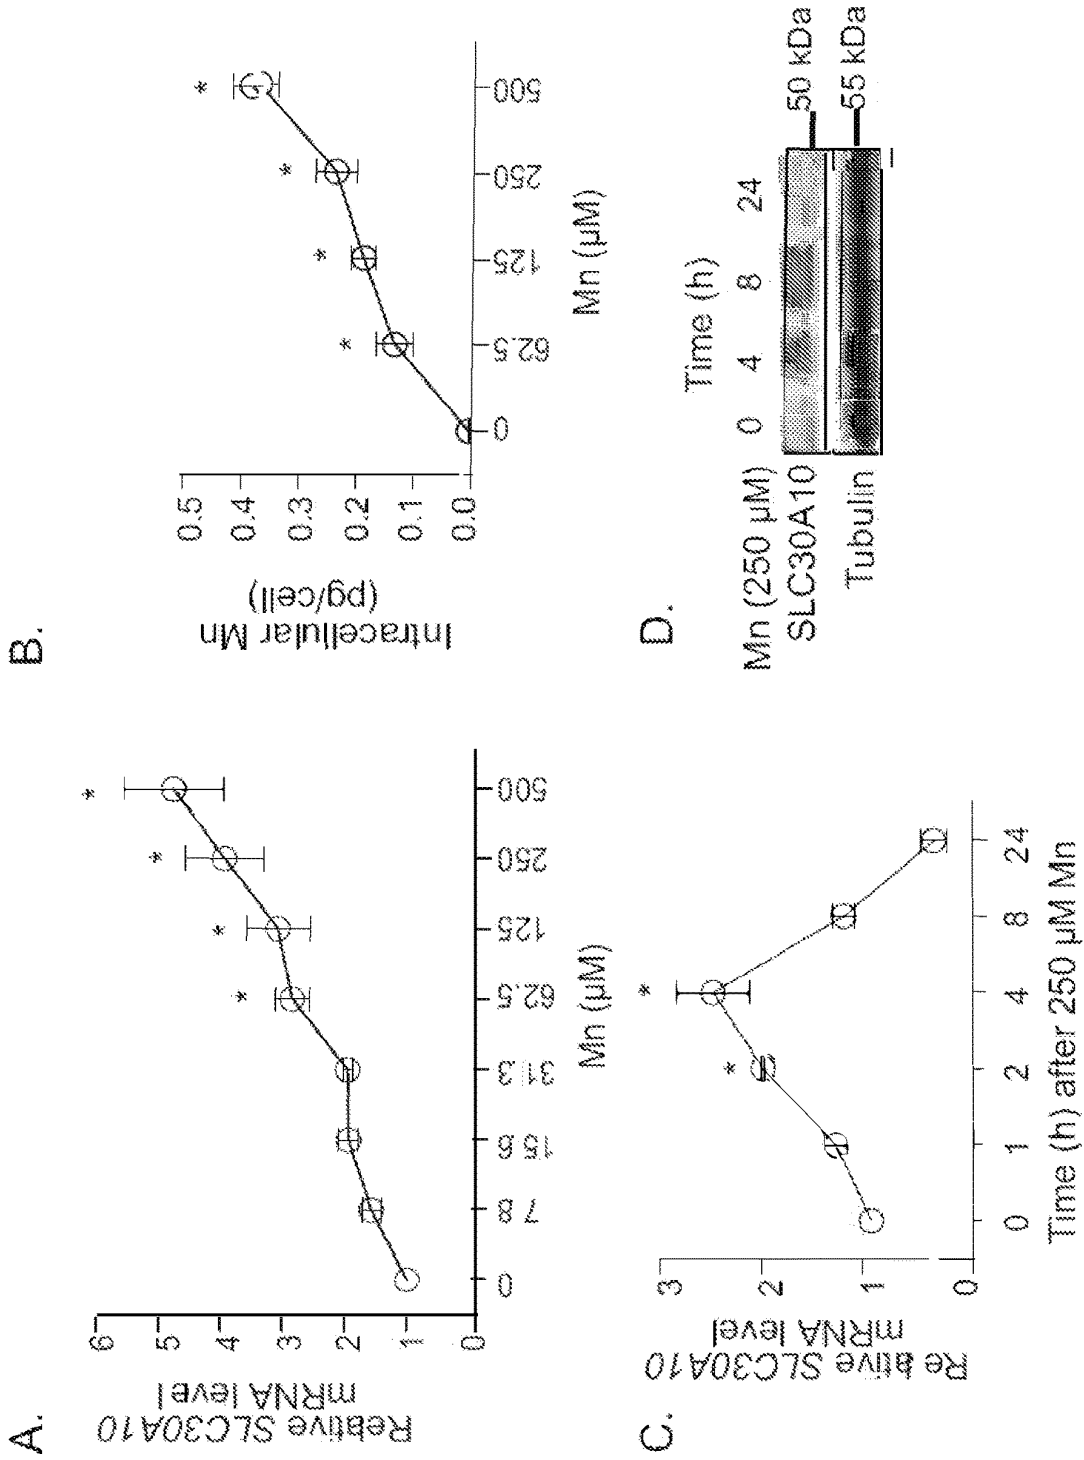 A.
Relative SLC30A10
mRNA level
6
5
4
3
2
1
0
*
*
*
*
0
7.8
15.6
31.3
62.5
125
250
500
Mn (µM)
B.
Intracellular Mn
(pg/cell)
0.5
0.4
0.3
0.2
0.1
0.0
*
*
*
*
0
62.5
125
250
500
Mn (µM)
C.
Relative SLC30A10
mRNA level
3
2
1
0
*
*
0
1
2
4
8
24
Time (h) after 250 µM Mn
D.
Time (h)
Mn (250 µM) 0 4 8 24
SLC30A10 50 kDa
Tubulin 55 kDa